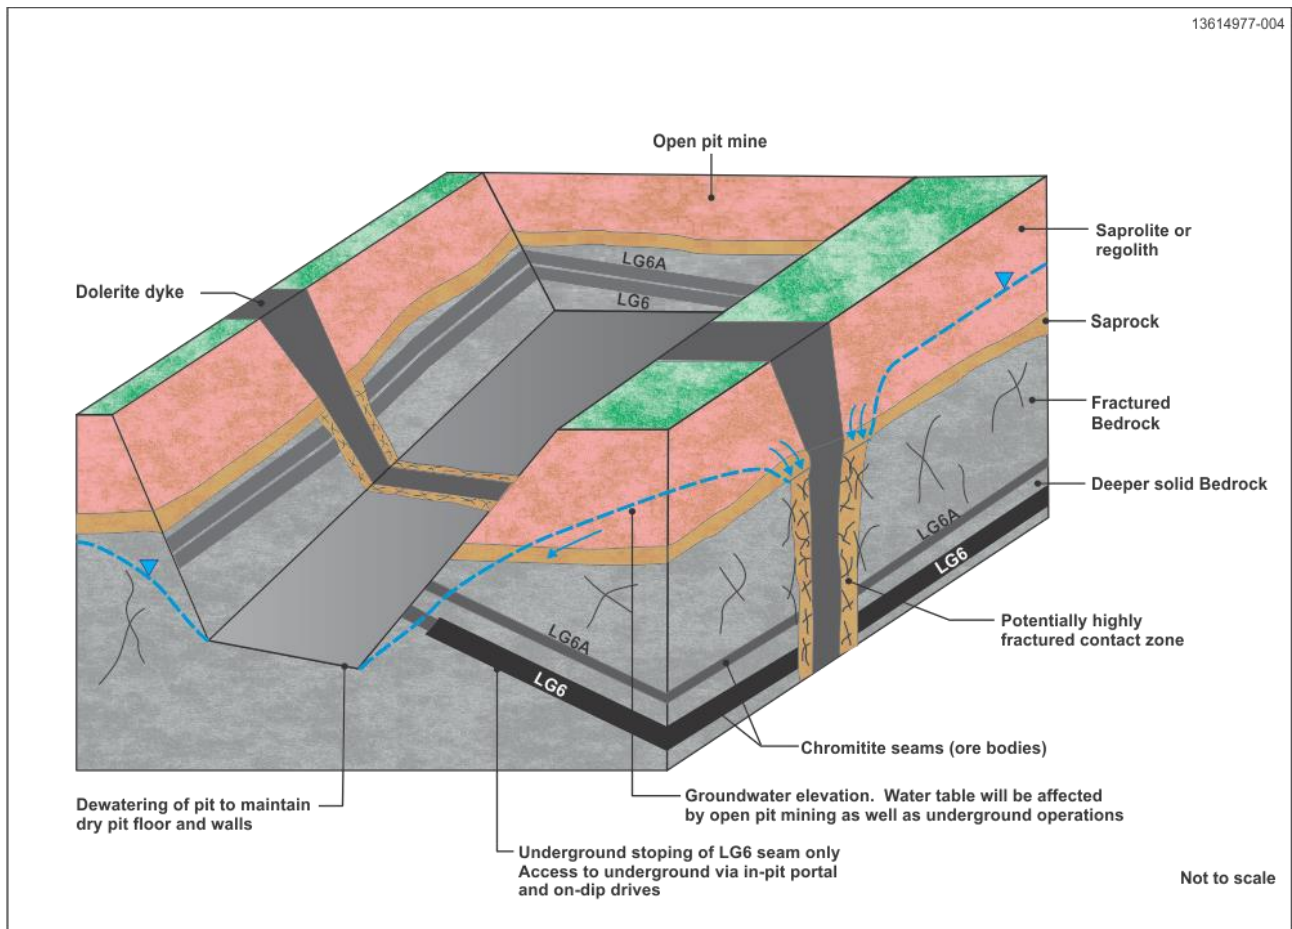 13614977-004
Open pit mine
Saprolite or
regolith
LG6A
LG6
Dolerite dyke
Saprock
Fractured
Bedrock
Deeper solid Bedrock
LG6A
LG6
LG6A
LG6
Potentially highly
fractured contact zone
Chromitite seams (ore bodies)
Groundwater elevation. Water table will be affected
by open pit mining as well as underground operations
Dewatering of pit to maintain
dry pit floor and walls
Underground stoping of LG6 seam only
Access to underground via in-pit portal
and on-dip drives
Not to scale